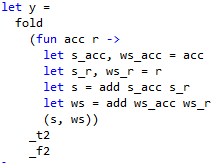 let y =
  fold
    (fun acc r ->
      let s_acc, ws_acc = acc
      let s_r, ws_r = r
      let s = add s_acc s_r
      let ws = add ws_acc ws_r
      (s, ws))
    _t2
    _f2